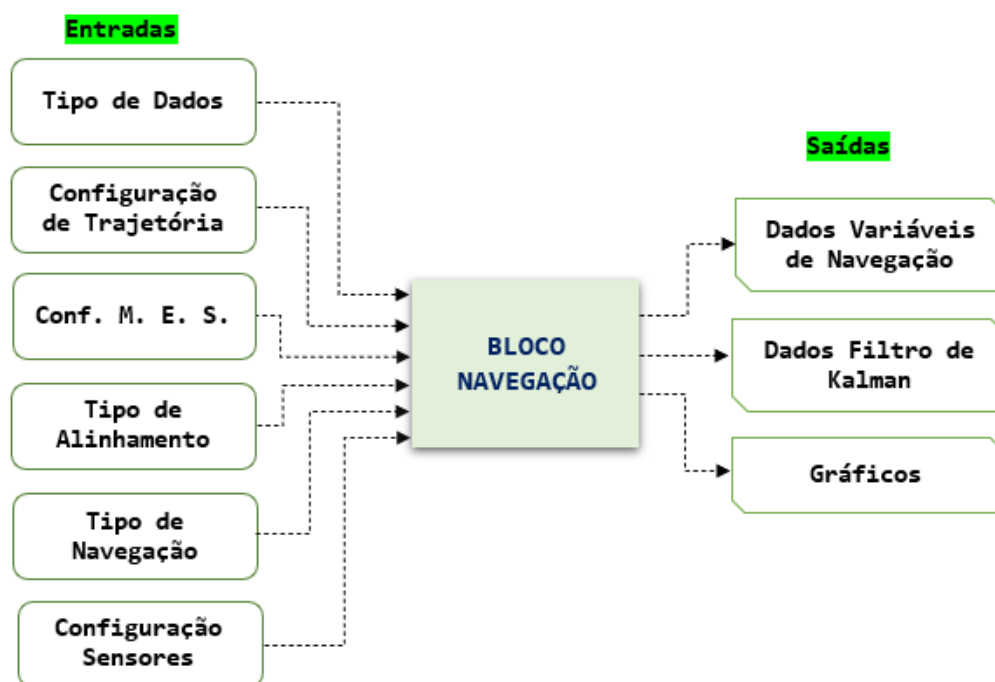 Entradas
Tipo de Dados
Configuração
de Trajetória
Conf. M. E. S.
Tipo de
Alinhamento
Tipo de
Navegação
Configuração
Sensores
BLOCO
NAVEGAÇÃO
Saídas
Dados Variáveis
de Navegação
Dados Filtro de
Kalman
Gráficos